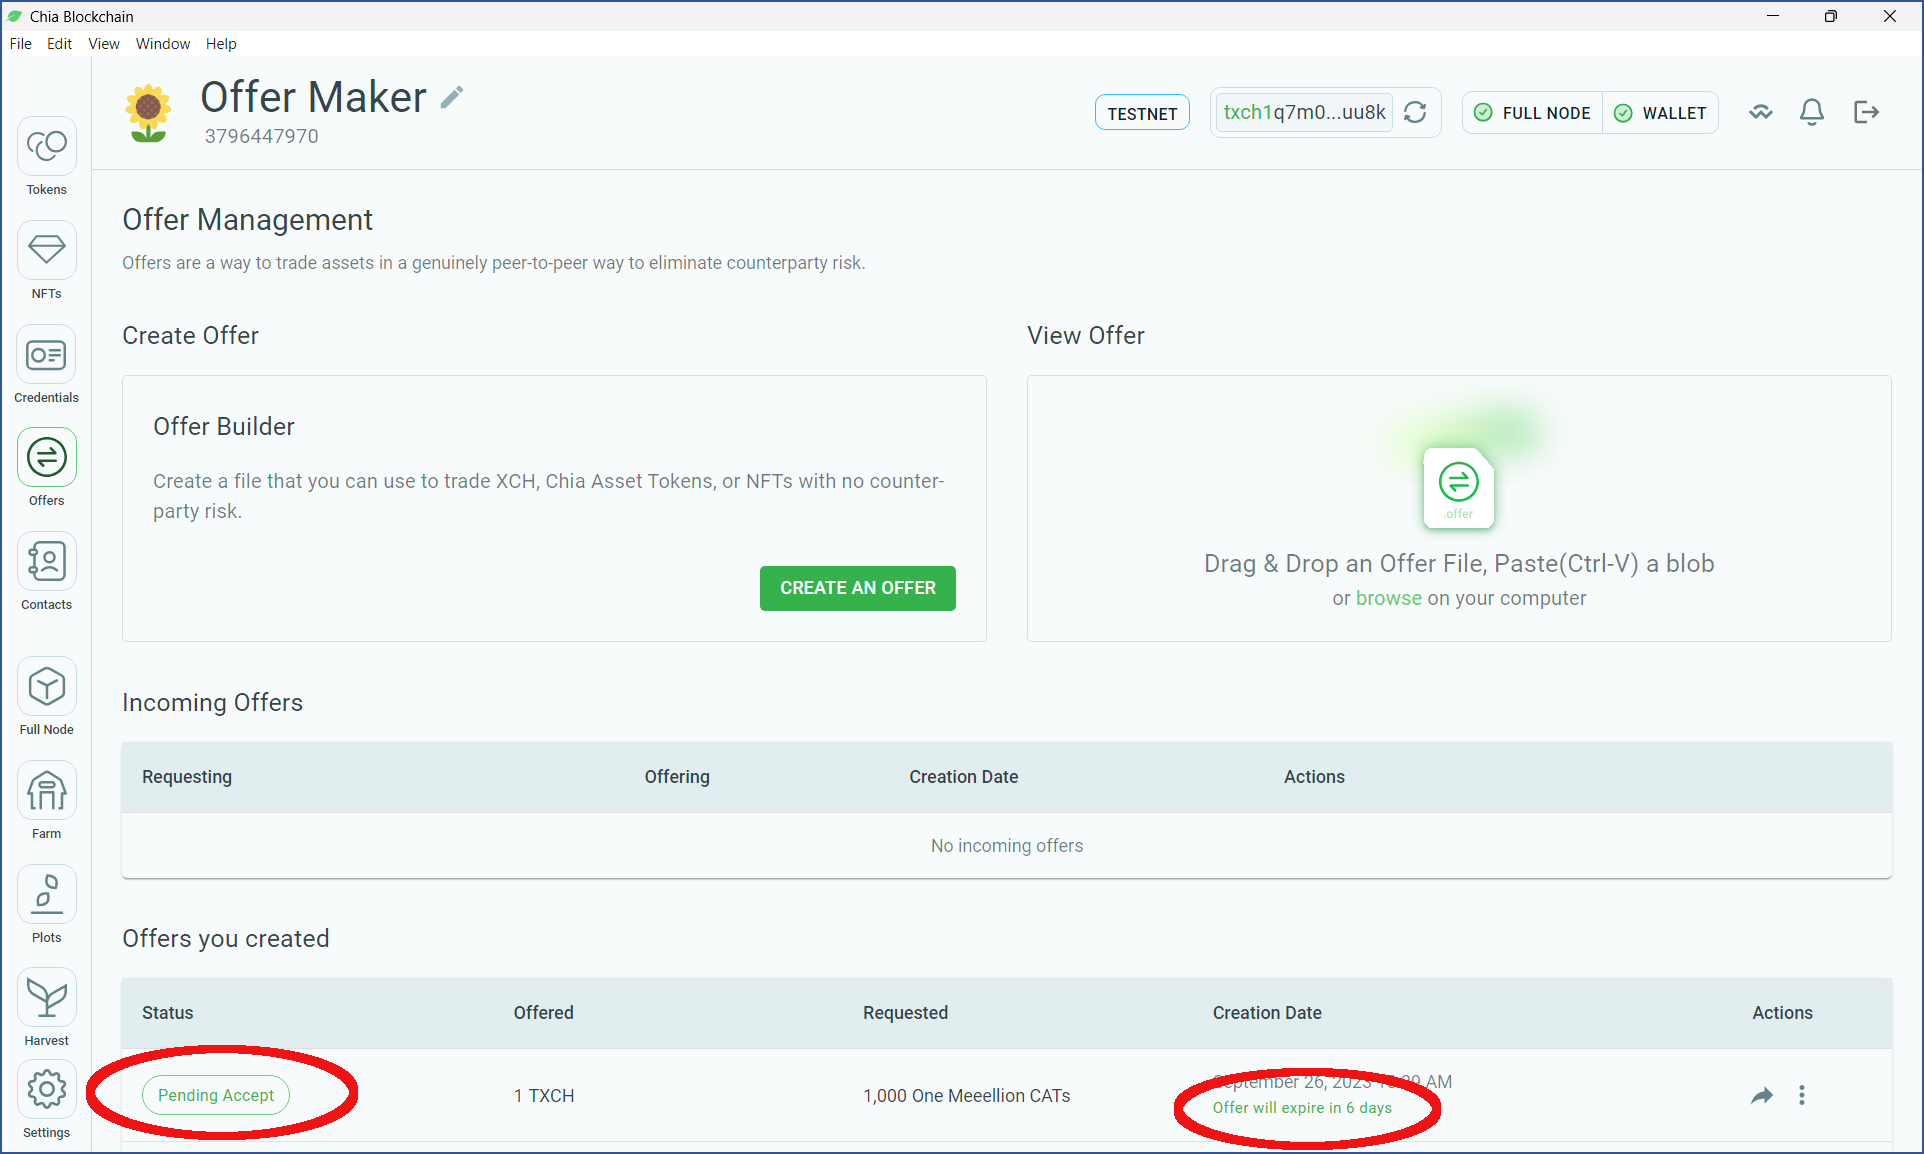 Chia Blockchain
File Edit View Window Help
Offer Maker
3796447970
TESTNET
txch1q7m0...uu8k
FULL NODE
WALLET
Tokens
NFTs
Credentials
Offers
Contacts
Full Node
Farm
Plots
Harvest
Settings
Offer Management
Offers are a way to trade assets in a genuinely peer-to-peer way to eliminate counterparty risk.
Create Offer
Offer Builder
Create a file that you can use to trade XCH, Chia Asset Tokens, or NFTs with no counter-
party risk.
CREATE AN OFFER
View Offer
.offer
Drag & Drop an Offer File, Paste(Ctrl-V) a blob
or browse on your computer
Incoming Offers
Requesting Offering Creation Date Actions
No incoming offers
Offers you created
Status Offered Requested Creation Date Actions
Pending Accept 1 TXCH 1,000 One Meeellion CATs
September 26, 2023 AM
Offer will expire in 6 days